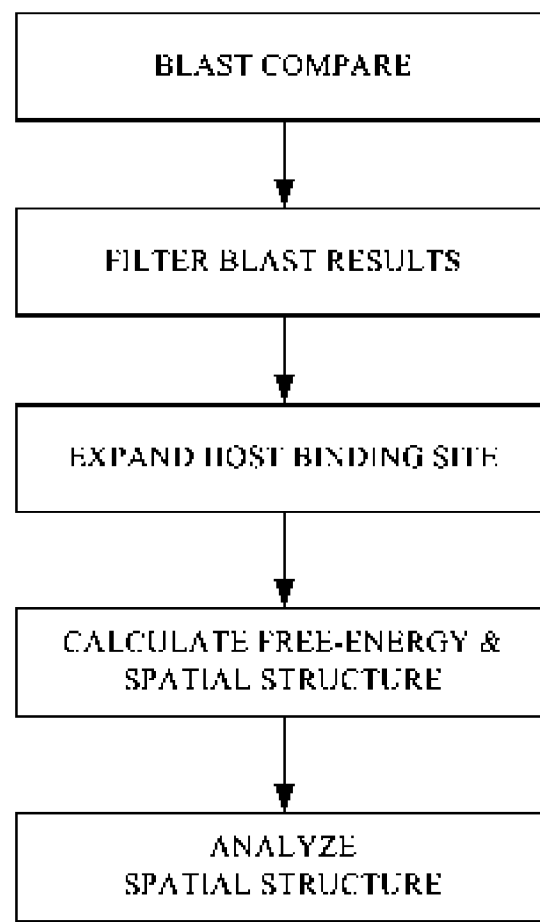 BLAST COMPARE
FILTER BLAST RESULTS
EXPAND HOST BINDING SITE
CALCULATE FREE-ENERGY &
SPATIAL STRUCTURE
ANALYZE
SPATIAL STRUCTURE